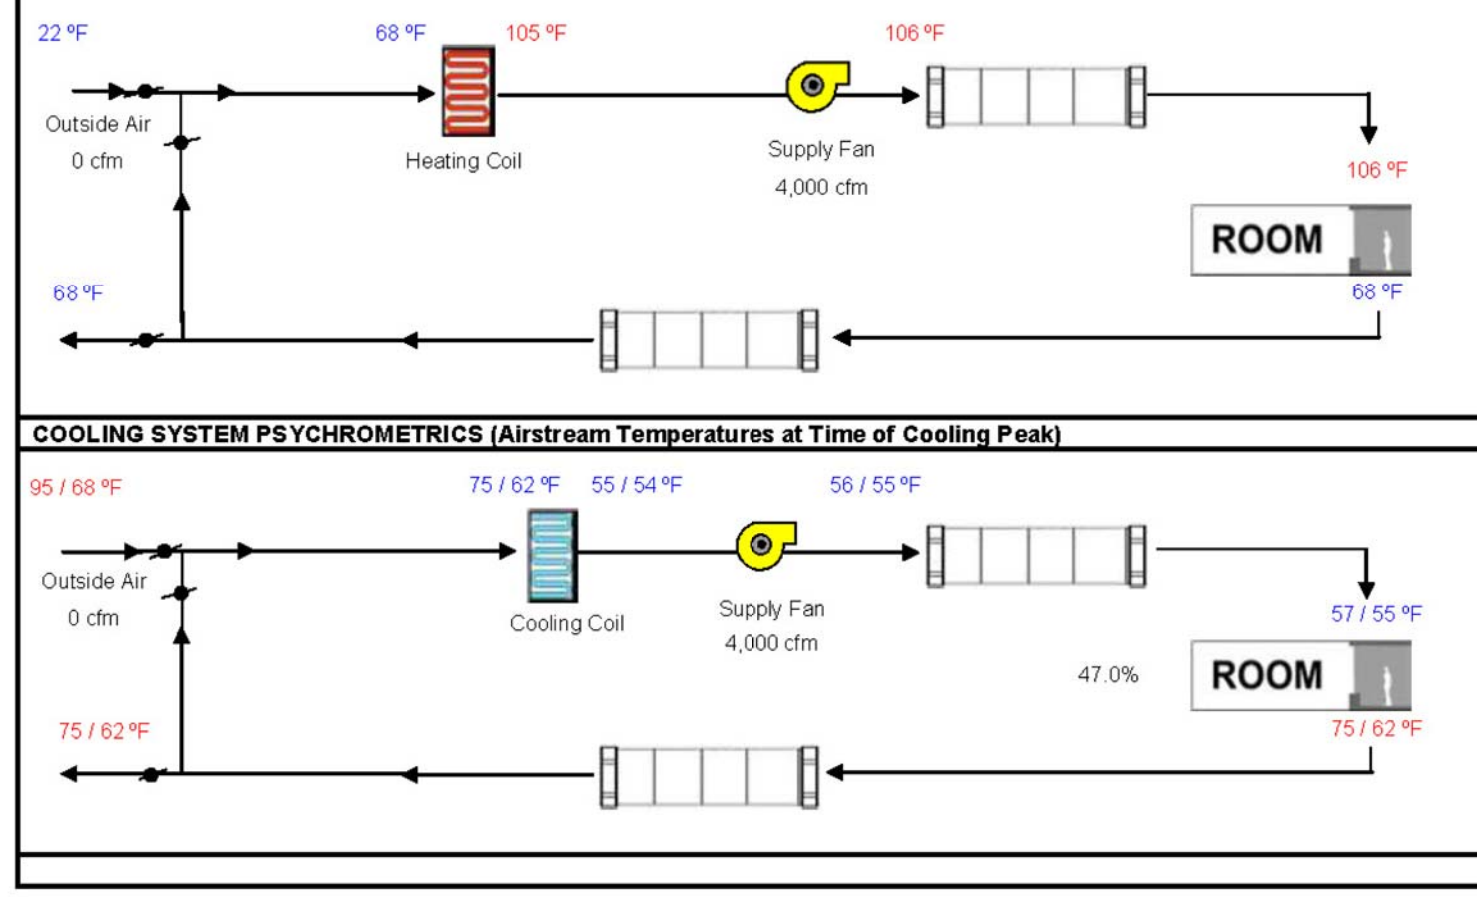 22 ºF 68 ºF 105 ºF 106 ºF
Outside Air
0 cfm
Heating Coil
Supply Fan
4,000 cfm
106 ºF
ROOM
68 ºF
68 ºF
COOLING SYSTEM PSYCHROMETRICS (Airstream Temperatures at Time of Cooling Peak)
95 / 68 ºF 75 / 62 ºF 55 / 54 ºF 56 / 55 ºF
Outside Air
0 cfm
Cooling Coil
Supply Fan
4,000 cfm
57 / 55 ºF
47.0%
ROOM
75 / 62 ºF
75 / 62 ºF